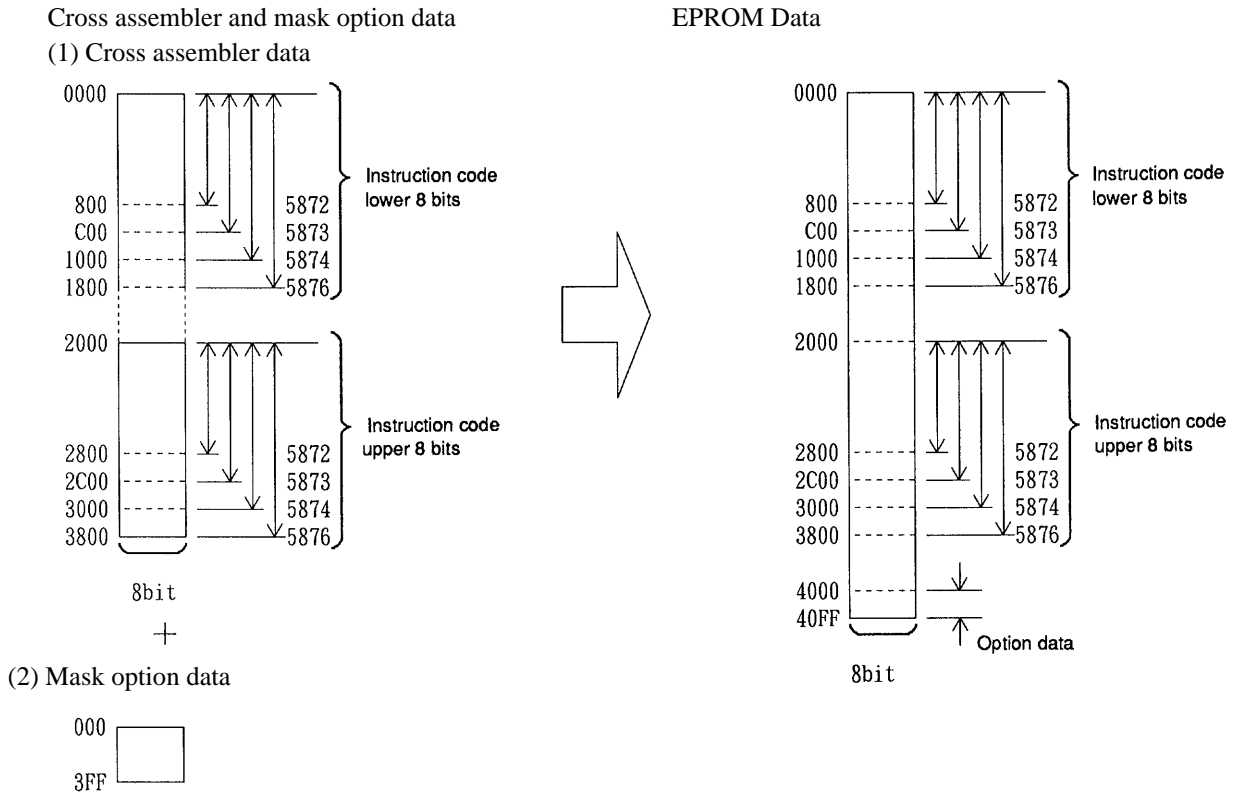 Cross assembler and mask option data
(1) Cross assembler data
0000
800
C00
1000
1800
5872
5873
5874
5876
Instruction code
lower 8 bits
2000
2800
2C00
3000
3800
5872
5873
5874
5876
Instruction code
upper 8 bits
8bit
+
(2) Mask option data
000
3FF
EPROM Data
0000
800
C00
1000
1800
5872
5873
5874
5876
Instruction code
lower 8 bits
2000
2800
2C00
3000
3800
5872
5873
5874
5876
Instruction code
upper 8 bits
4000
40FF
Option data
8bit